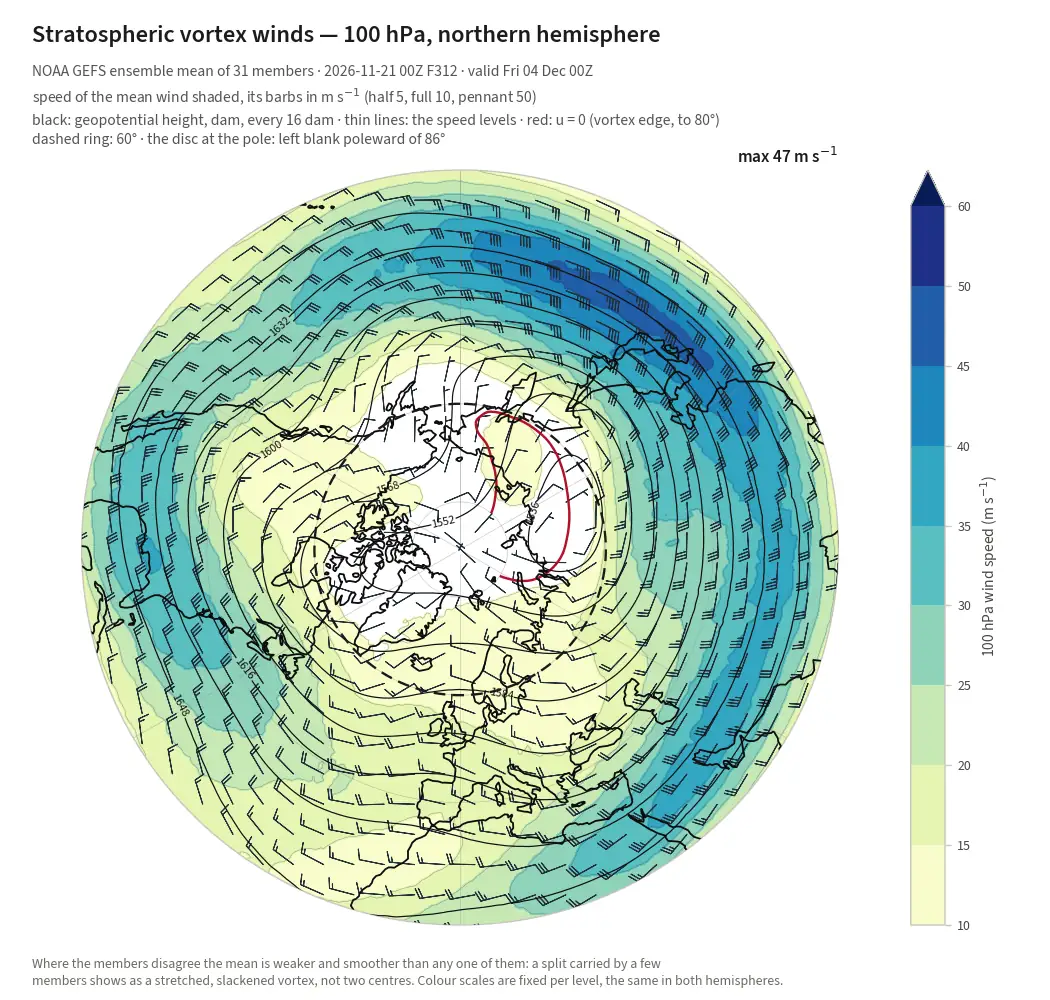 Stratospheric vortex winds — 100 hPa, northern hemisphere
NOAA GEFS ensemble mean of 31 members · 2026-11-21 00Z F312 · valid Fri 04 Dec 00Z
speed of the mean wind shaded, its barbs in m s⁻¹ (half 5, full 10, pennant 50)
black: geopotential height, dam, every 16 dam · thin lines: the speed levels · red: u = 0 (vortex edge, to 80°)
dashed ring: 60° · the disc at the pole: left blank poleward of 86°
max 47 m s⁻¹
60
50
45
40
35
30
25
20
15
10
100 hPa wind speed (m s⁻¹)
1632
1600
1568
1552
1536
1584
1616
1648
Where the members disagree the mean is weaker and smoother than any one of them: a split carried by a few
members shows as a stretched, slackened vortex, not two centres. Colour scales are fixed per level, the same in both hemispheres.